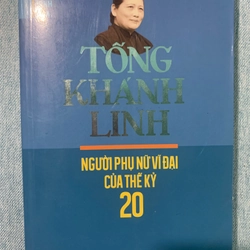 TỐNG
KHÁNH
LINH
NGƯỜI PHỤ NỮ VĨ ĐẠI
CỦA THẾ KỶ
20